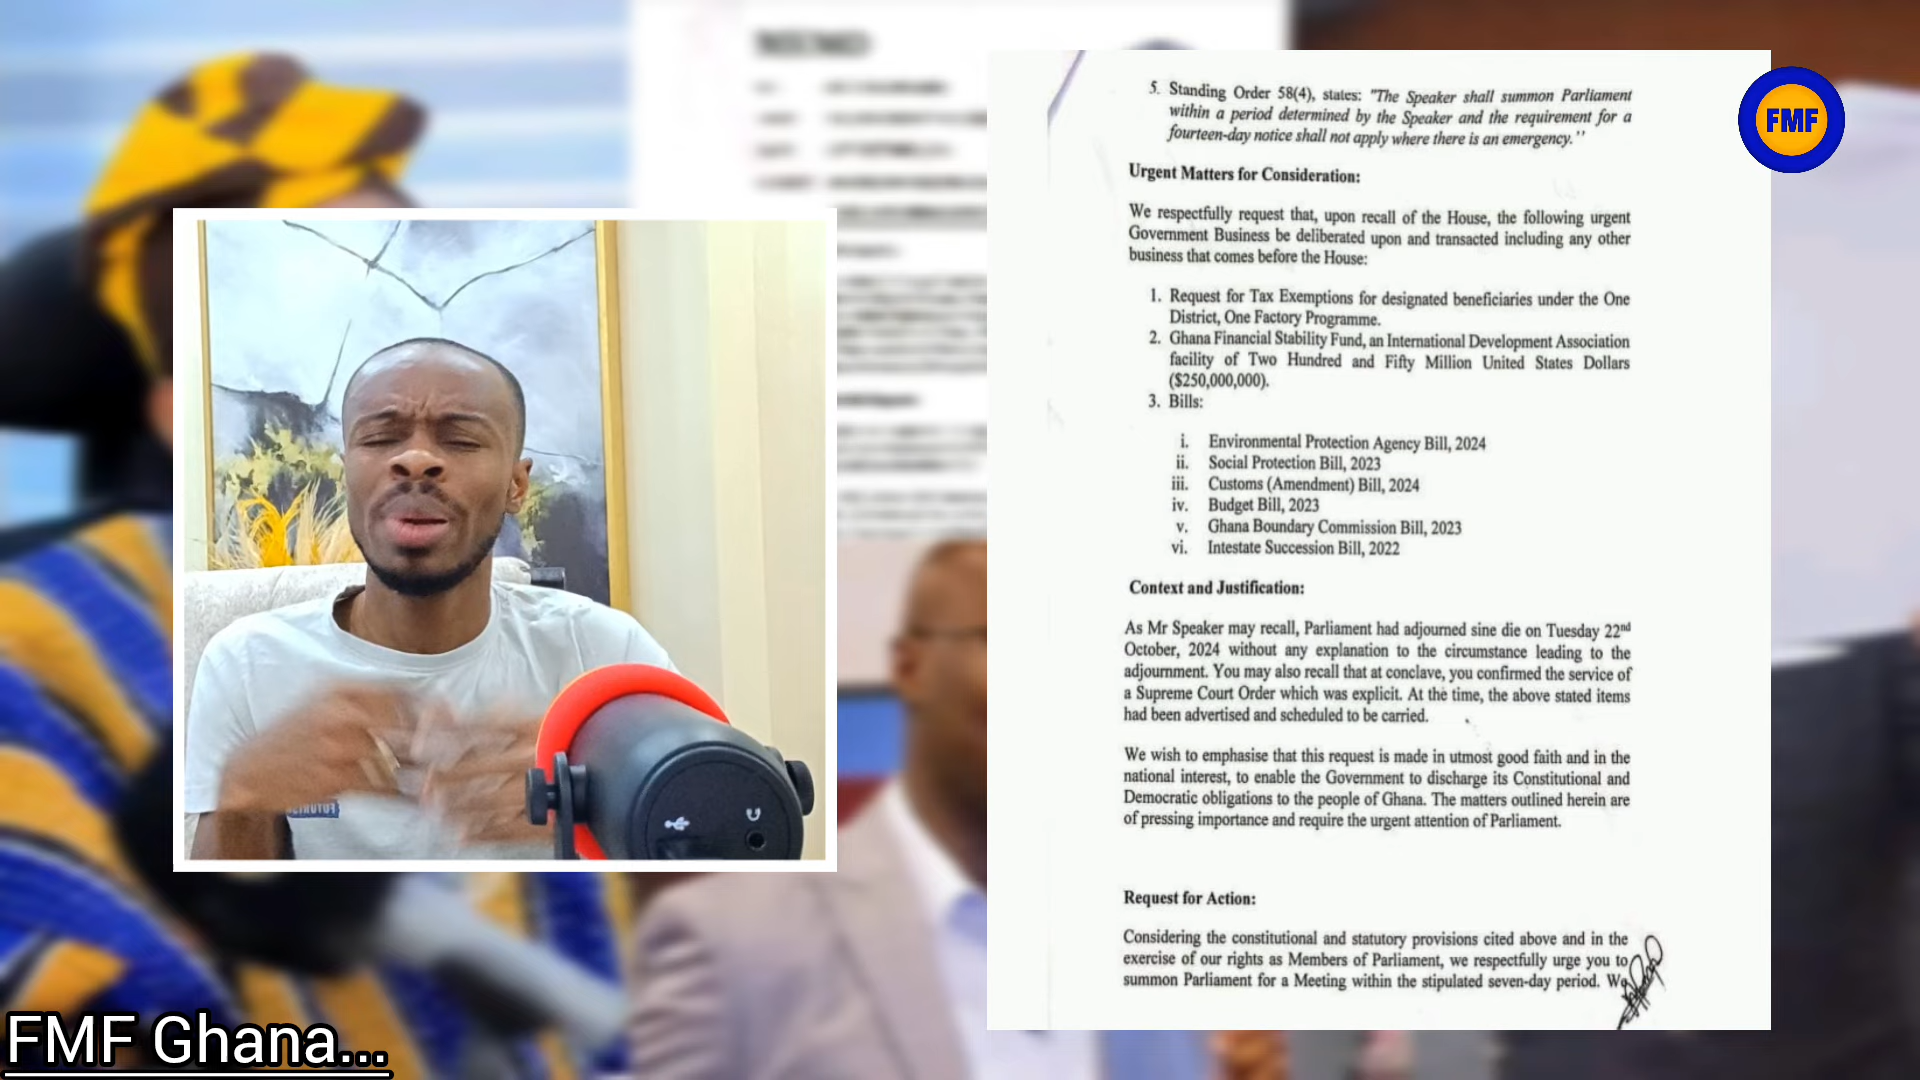 5. Standing Order 58(4), states: "The Speaker shall summon Parliament
within a period determined by the Speaker and the requirement for a
fourteen-day notice shall not apply where there is an emergency.''
Urgent Matters for Consideration:
We respectfully request that, upon recall of the House, the following urgent
Government Business be deliberated upon and transacted including any other
business that comes before the House:
1. Request for Tax Exemptions for designated beneficiaries under the One
District, One Factory Programme.
2. Ghana Financial Stability Fund, an International Development Association
facility of Two Hundred and Fifty Million United States Dollars
($250,000,000).
3. Bills:
i. Environmental Protection Agency Bill, 2024
ii. Social Protection Bill, 2023
iii. Customs (Amendment) Bill, 2024
iv. Budget Bill, 2023
v. Ghana Boundary Commission Bill, 2023
vi. Intestate Succession Bill, 2022
Context and Justification:
As Mr Speaker may recall, Parliament had adjourned sine die on Tuesday 22nd
October, 2024 without any explanation to the circumstance leading to the
adjournment. You may also recall that at conclave, you confirmed the service of
a Supreme Court Order which was explicit. At the time, the above stated items
had been advertised and scheduled to be carried.
We wish to emphasise that this request is made in utmost good faith and in the
national interest, to enable the Government to discharge its Constitutional and
Democratic obligations to the people of Ghana. The matters outlined herein are
of pressing importance and require the urgent attention of Parliament.
Request for Action:
Considering the constitutional and statutory provisions cited above and in the
exercise of our rights as Members of Parliament, we respectfully urge you to
summon Parliament for a Meeting within the stipulated seven-day period. We
FMF
FMF Ghana...